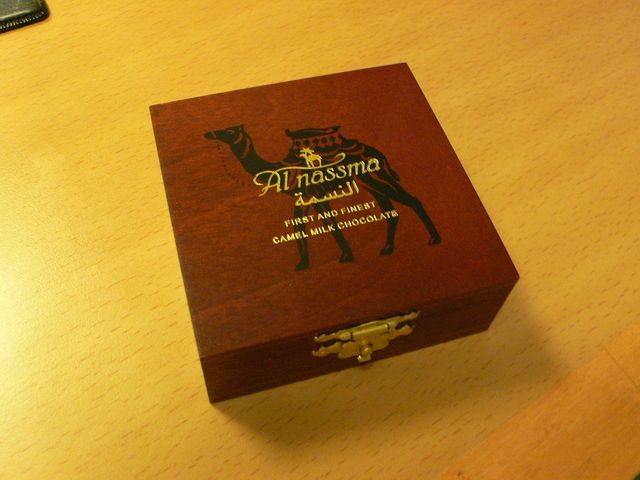 Al nassma
النسمة
FIRST AND FINEST
CAMEL MILK CHOCOLATE